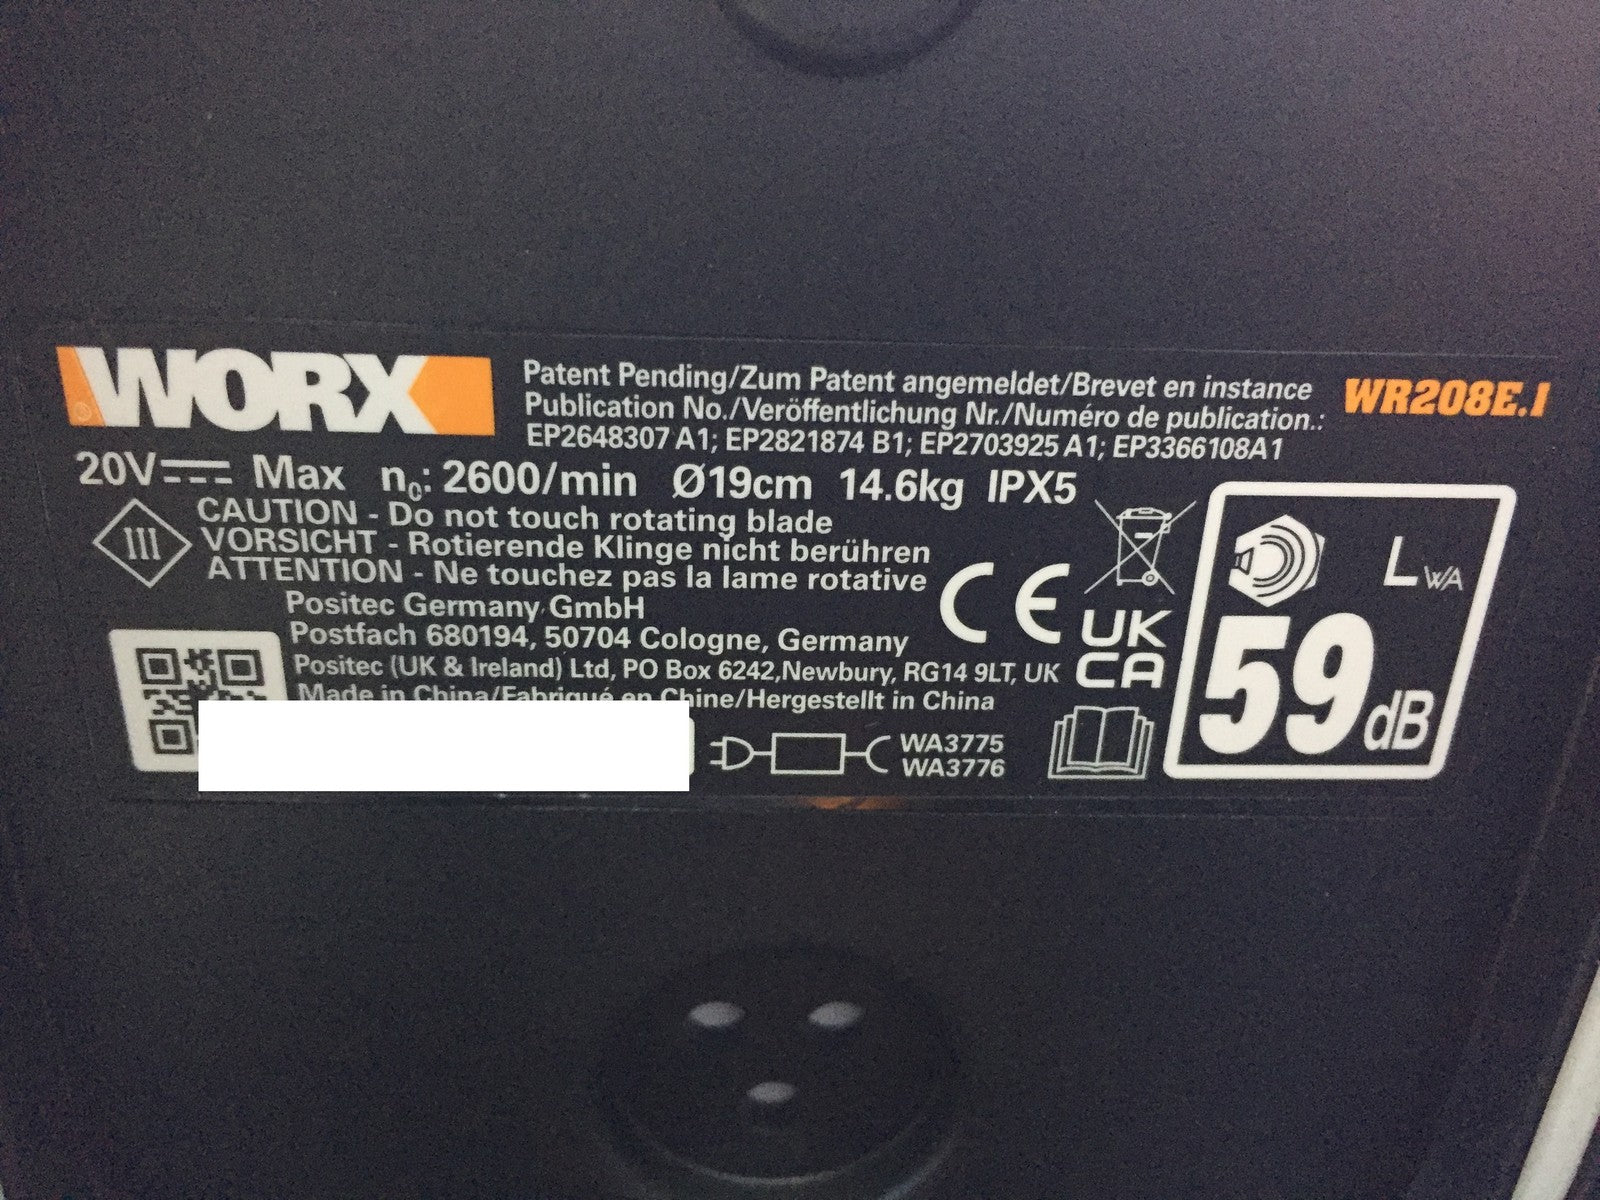 WORX
Patent Pending/Zum Patent angemeldet/Brevet en instance
WR208E.1
Publication No./Veröffentlichung Nr./Numéro de publication.:
EP2648307 A1; EP2821874 B1; EP2703925 A1; EP3366108A1
20V Max n₀: 2600/min Ø19cm 14.6kg IPX5
III
CAUTION - Do not touch rotating blade
VORSICHT - Rotierende Klinge nicht berühren
ATTENTION - Ne touchez pas la lame rotative
Positec Germany GmbH
Postfach 680194, 50704 Cologne, Germany
Positec (UK & Ireland) Ltd, PO Box 6242,Newbury, RG14 9LT, UK
Made in China/Fabriqué en Chine/Hergestellt in China
CE
UK
CA
WA3775
WA3776
LWA
59dB